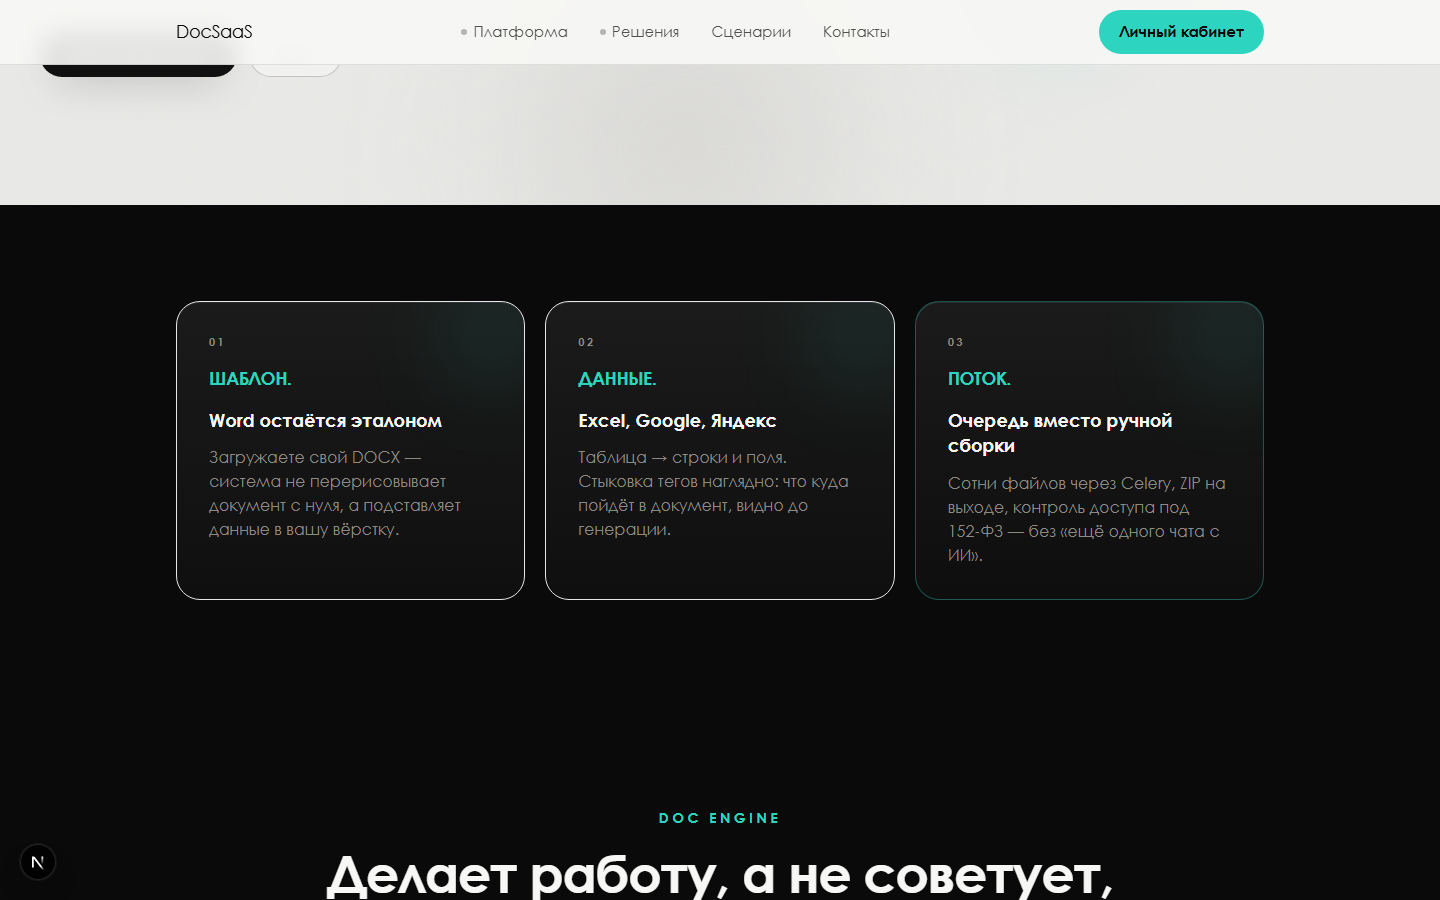 DocSaaS
Платформа
Решения
Сценарии
Контакты
Личный кабинет
01
ШАБЛОН.
Word остаётся эталоном
Загружаете свой DOCX —
система не перерисовывает
документ с нуля, а подставляет
данные в вашу вёрстку.
02
ДАННЫЕ.
Excel, Google, Яндекс
Таблица → строки и поля.
Стыковка тегов наглядно: что куда
пойдёт в документ, видно до
генерации.
03
ПОТОК.
Очередь вместо ручной
сборки
Сотни файлов через Celery, ZIP на
выходе, контроль доступа под
152-ФЗ — без «ещё одного чата с
ИИ».
DOC ENGINE
Делает работу, а не советует,
N